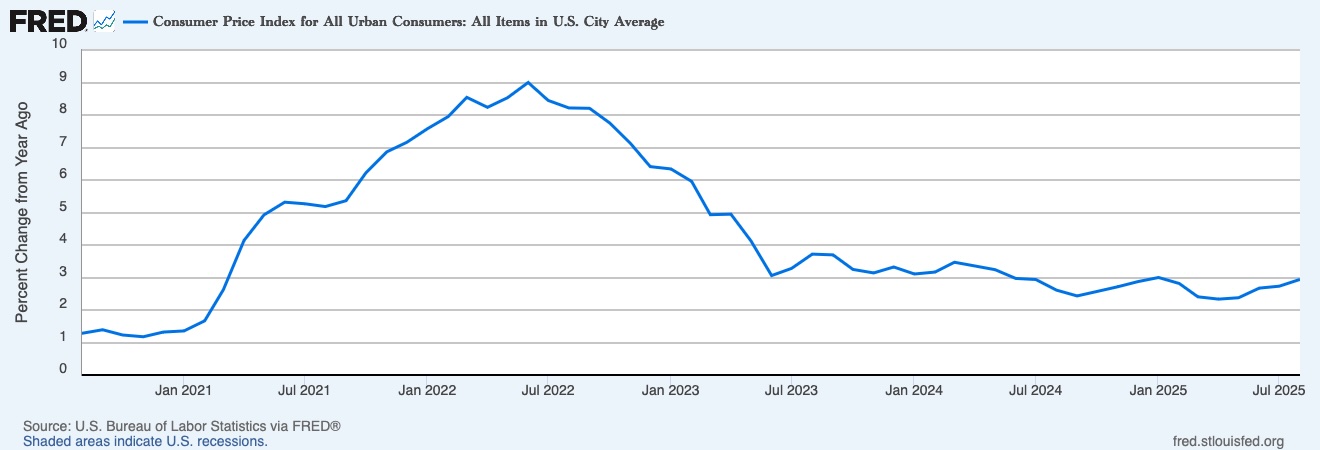 FRED Consumer Price Index for All Urban Consumers: All Items in U.S. City Average
Percent Change from Year Ago
10
9
8
7
6
5
4
3
2
1
0
Jan 2021 Jul 2021 Jan 2022 Jul 2022 Jan 2023 Jul 2023 Jan 2024 Jul 2024 Jan 2025 Jul 2025
Source: U.S. Bureau of Labor Statistics via FRED®
Shaded areas indicate U.S. recessions.
fred.stlouisfed.org